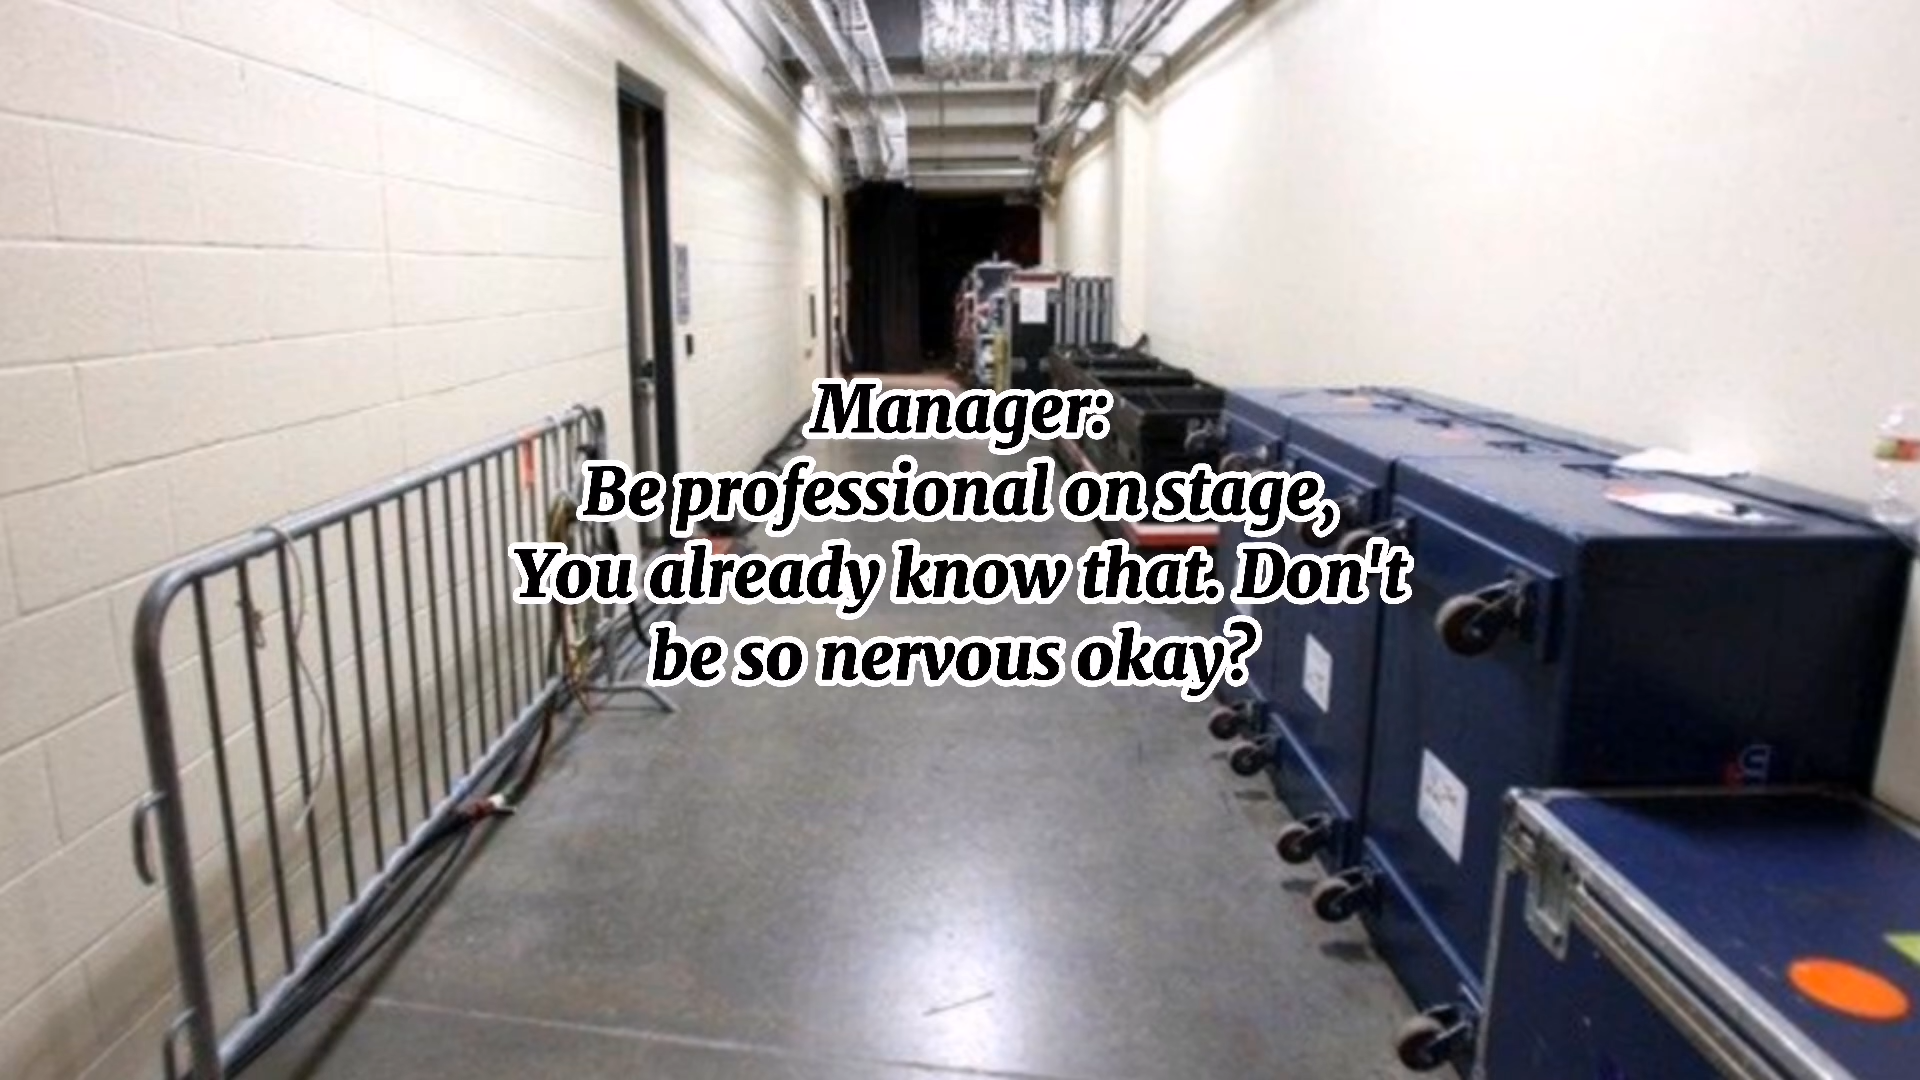 Manager:
Be professional on stage,
You already know that. Don't
be so nervous okay?